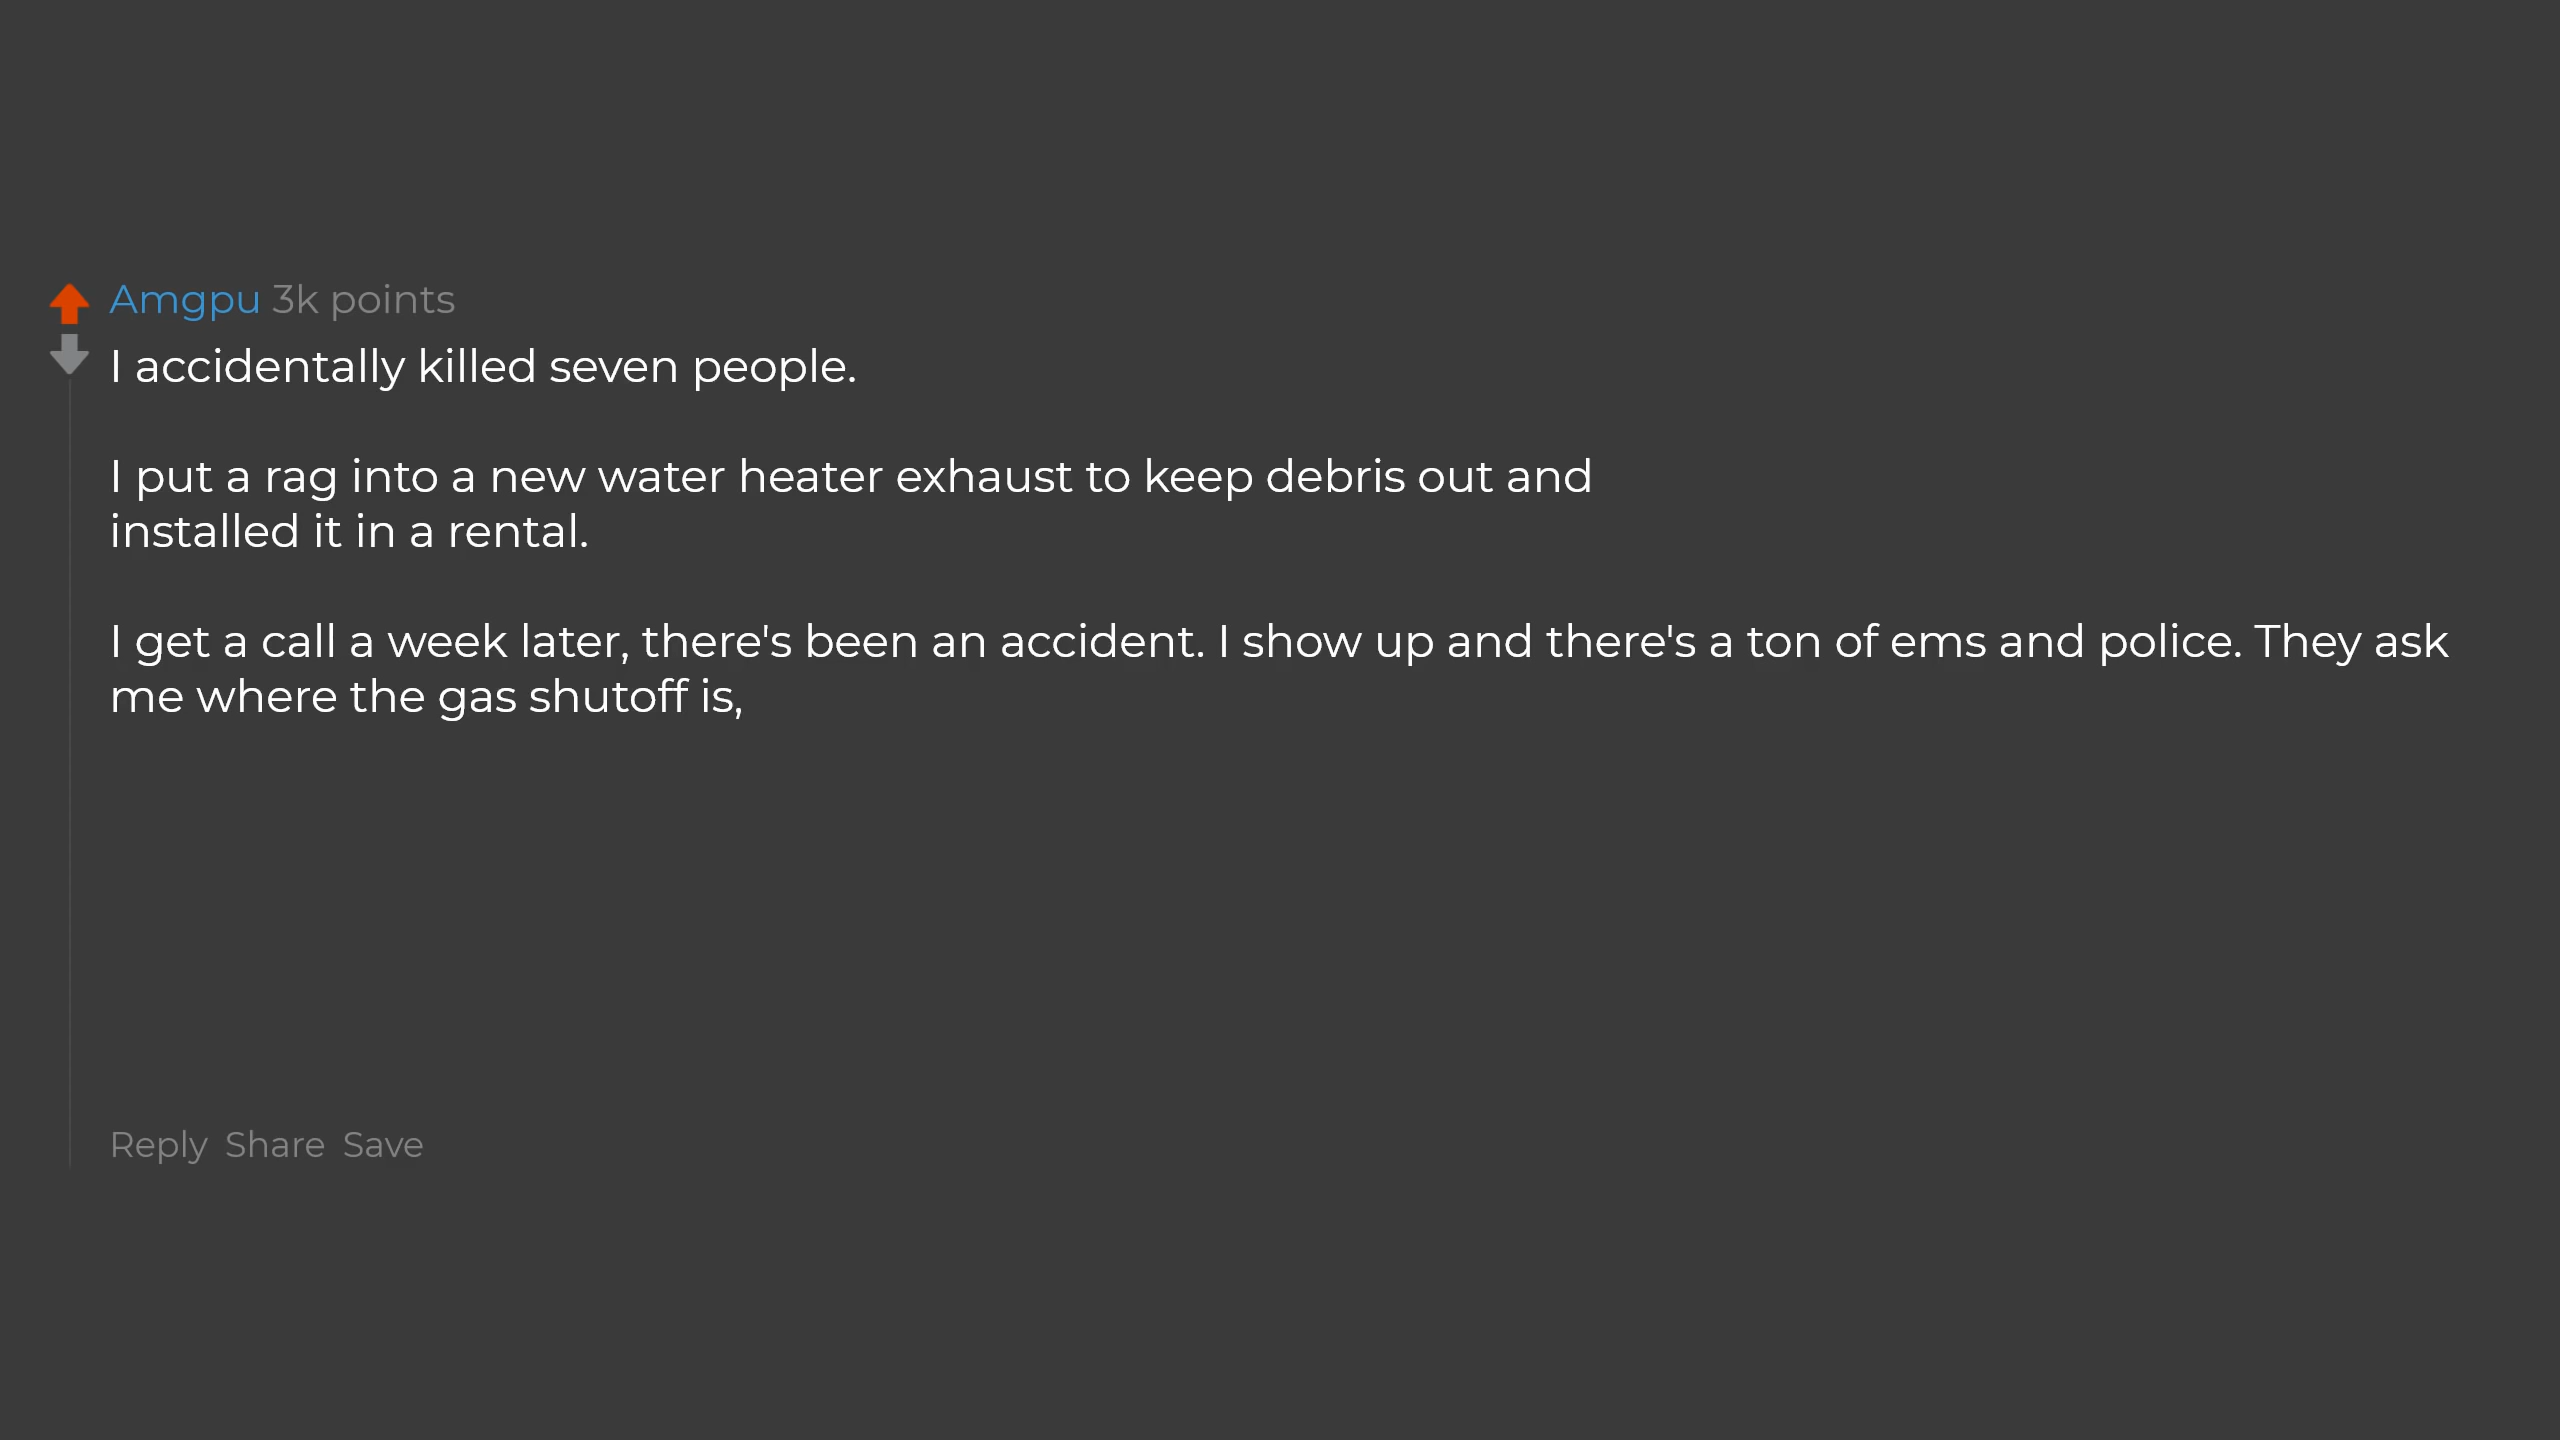 Amgpu 3k points
I accidentally killed seven people.
I put a rag into a new water heater exhaust to keep debris out and
installed it in a rental.
I get a call a week later, there's been an accident. I show up and there's a ton of ems and police. They ask
me where the gas shutoff is,
Reply Share Save